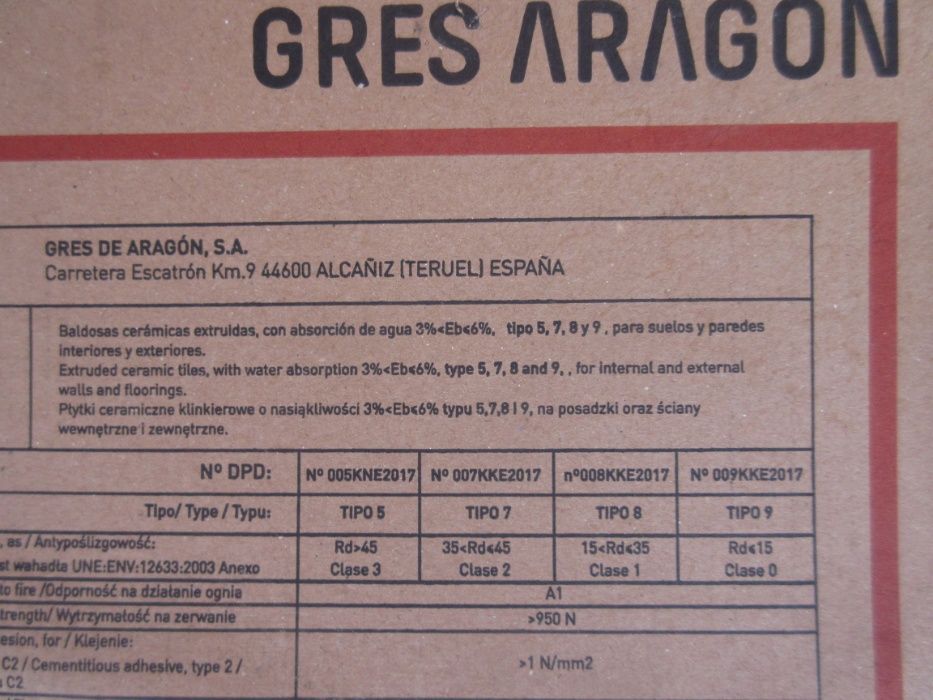 GRES ARAGON
GRES DE ARAGÓN, S.A.
Carretera Escatrón Km.9 44600 ALCAÑIZ (TERUEL) ESPAÑA
Baldosas cerámicas extruidas, con absorción de agua 3%<Eb≤6%, tipo 5, 7, 8 y 9 , para suelos y paredes
interiores y exteriores.
Extruded ceramic tiles, with water absorption 3%<Eb≤6%, type 5, 7, 8 and 9, , for internal and external
walls and floorings.
Płytki ceramiczne klinkierowe o nasiąkliwości 3%<Eb≤6% typu 5,7,8 i 9, na posadzki oraz ściany
wewnętrzne i zewnętrzne.
Nº DPD: Nº 005KNE2017 Nº 007KKE2017 nº008KKE2017 Nº 009KKE2017
Tipo/ Type / Typu: TIPO 5 TIPO 7 TIPO 8 TIPO 9
, as / Antypoślizgowość: Rd>45 35<Rd≤45 15<Rd≤35 Rd≤15
st wahadła UNE:ENV:12633:2003 Anexo Clase 3 Clase 2 Clase 1 Clase 0
to fire /Odporność na działanie ognia A1
trength/ Wytrzymałość na zerwanie >950 N
esion, for / Klejenie:
C2 / Cementitious adhesive, type 2 / >1 N/mm2
C2